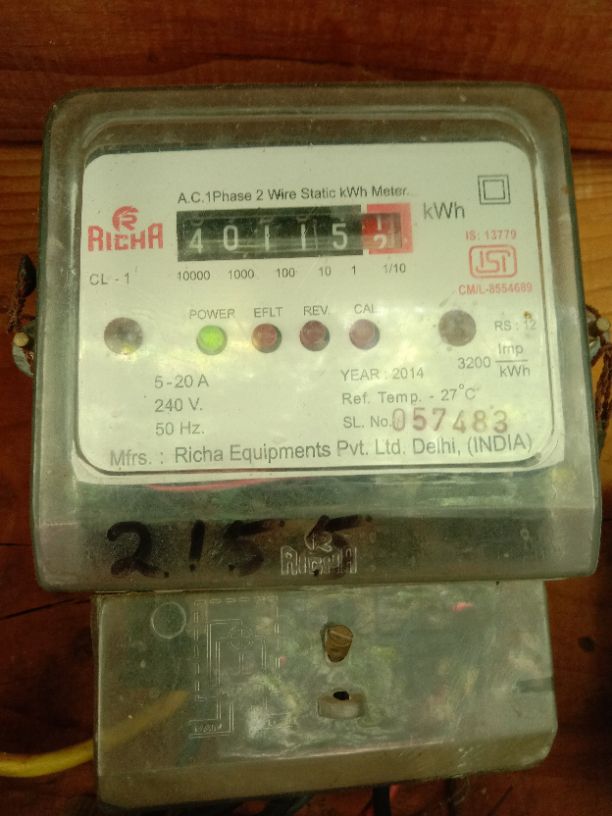 A.C.1Phase 2 Wire Static kWh Meter.
RICHA
40115
kWh
IS: 13779
ISI
CM/L-8554689
CL - 1
10000 1000 100 10 1 1/10
POWER EFLT REV. CAL
RS : 12
3200 Imp/kWh
5-20 A
240 V.
50 Hz.
YEAR : 2014
Ref. Temp. - 27°C
SL. No. 057483
Mfrs. : Richa Equipments Pvt. Ltd. Delhi, (INDIA)
2155
RICHA